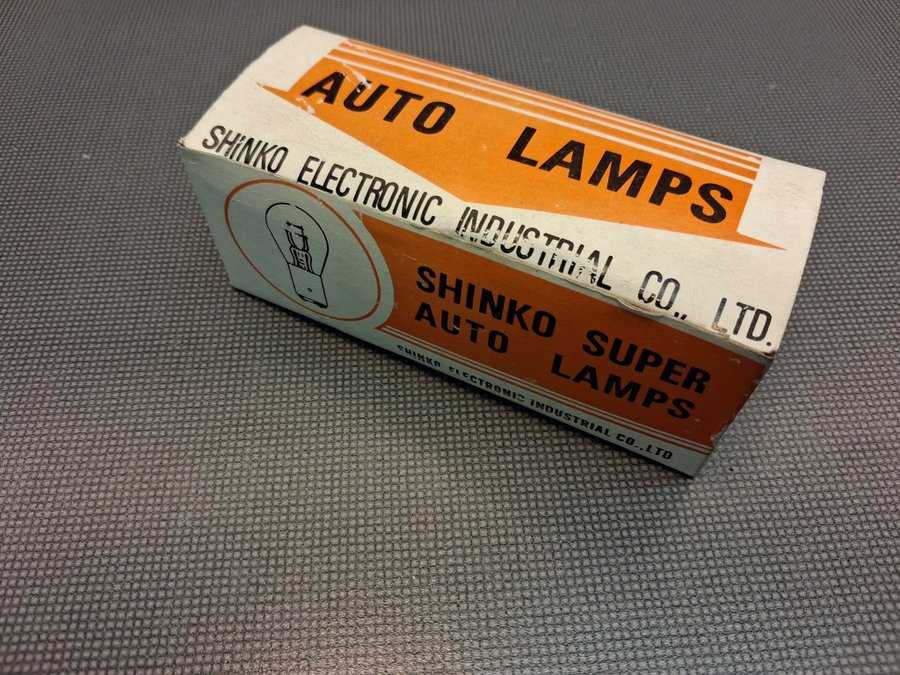 AUTO LAMPS
SHINKO ELECTRONIC INDUSTRIAL CO., LTD.
SHINKO SUPER
AUTO LAMPS
SHINKO ELECTRONIC INDUSTRIAL CO.,LTD